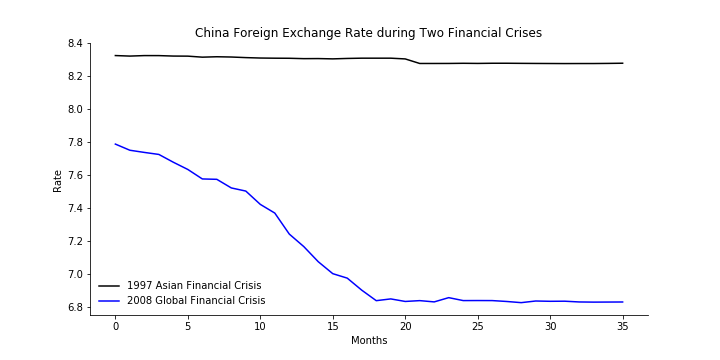 China Foreign Exchange Rate during Two Financial Crises
8.4
8.2
8.0
7.8
7.6
7.4
7.2
7.0
6.8
Rate
1997 Asian Financial Crisis
2008 Global Financial Crisis
0 5 10 15 20 25 30 35
Months